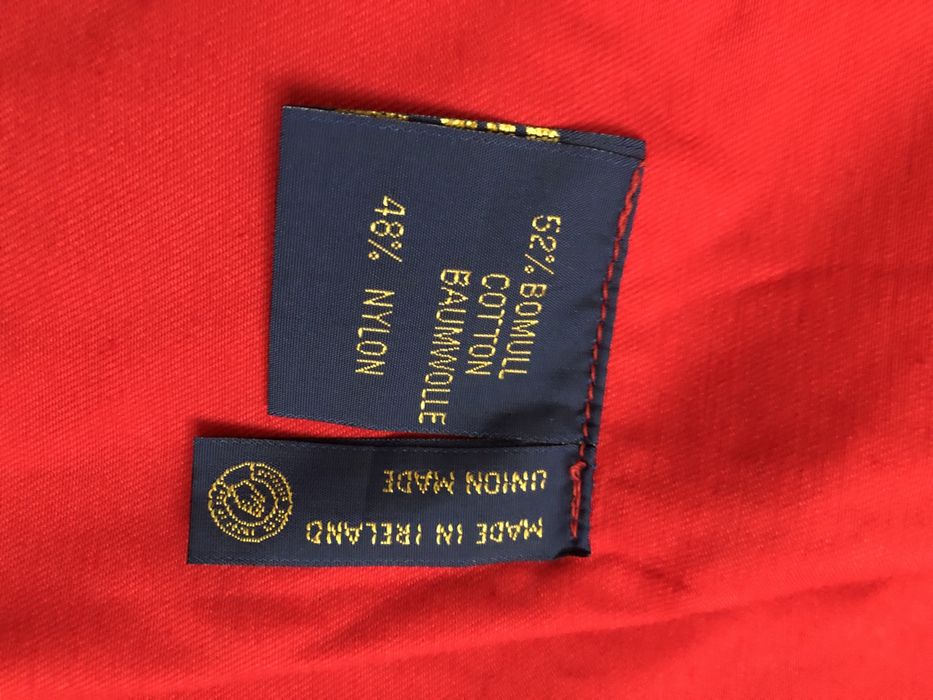 52% BOMULL
COTTON
BAUMWOLLE
48% NYLON
MADE IN IRELAND
UNION MADE